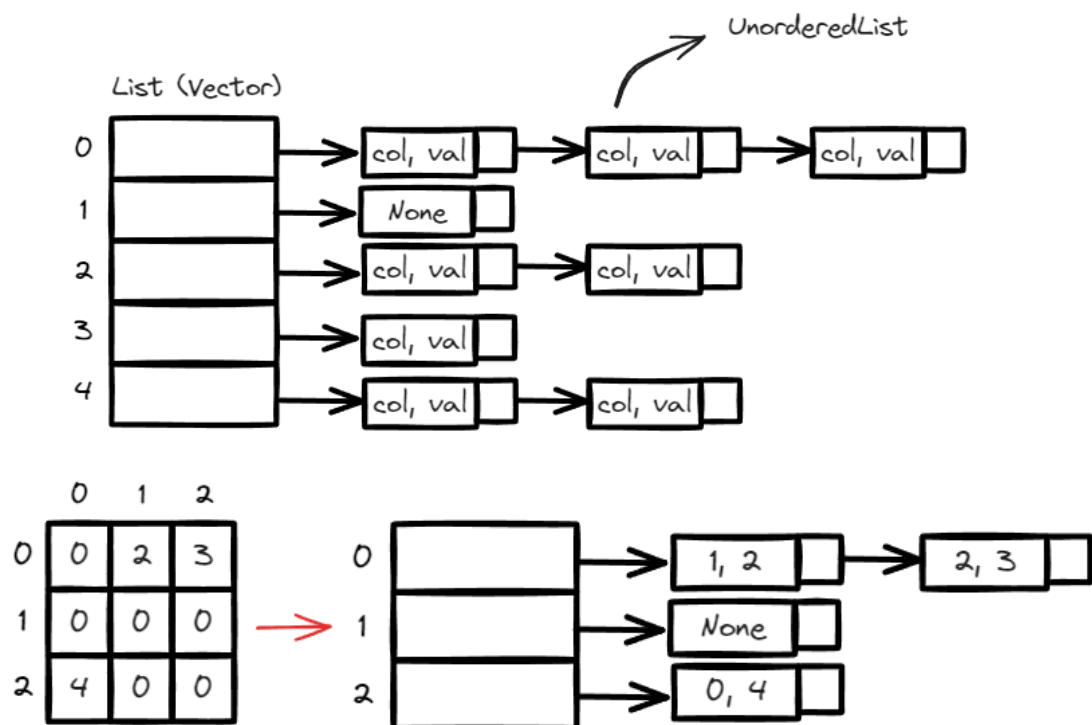 UnorderedList
List (Vector)
0 col, val col, val col, val
1 None
2 col, val col, val
3 col, val
4 col, val col, val
0 1 2
0 0 2 3
1 0 0 0
2 4 0 0
0 1, 2 2, 3
1 None
2 0, 4